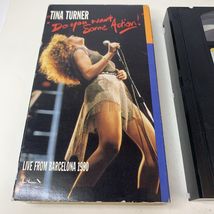 TINA TURNER
Do You Want
Some Action!
LIVE FROM BARCELONA 1990